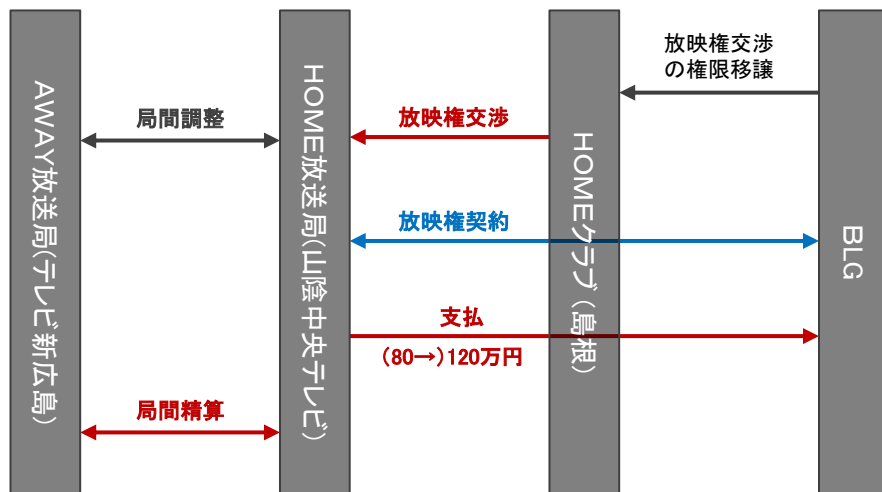 AWAY放送局(テレビ新広島)
局間調整
局間精算
HOME放送局(山陰中央テレビ)
放映権交渉
放映権契約
支払
(80→)120万円
HOMEクラブ(島根)
放映権交渉
の権限移譲
BLG